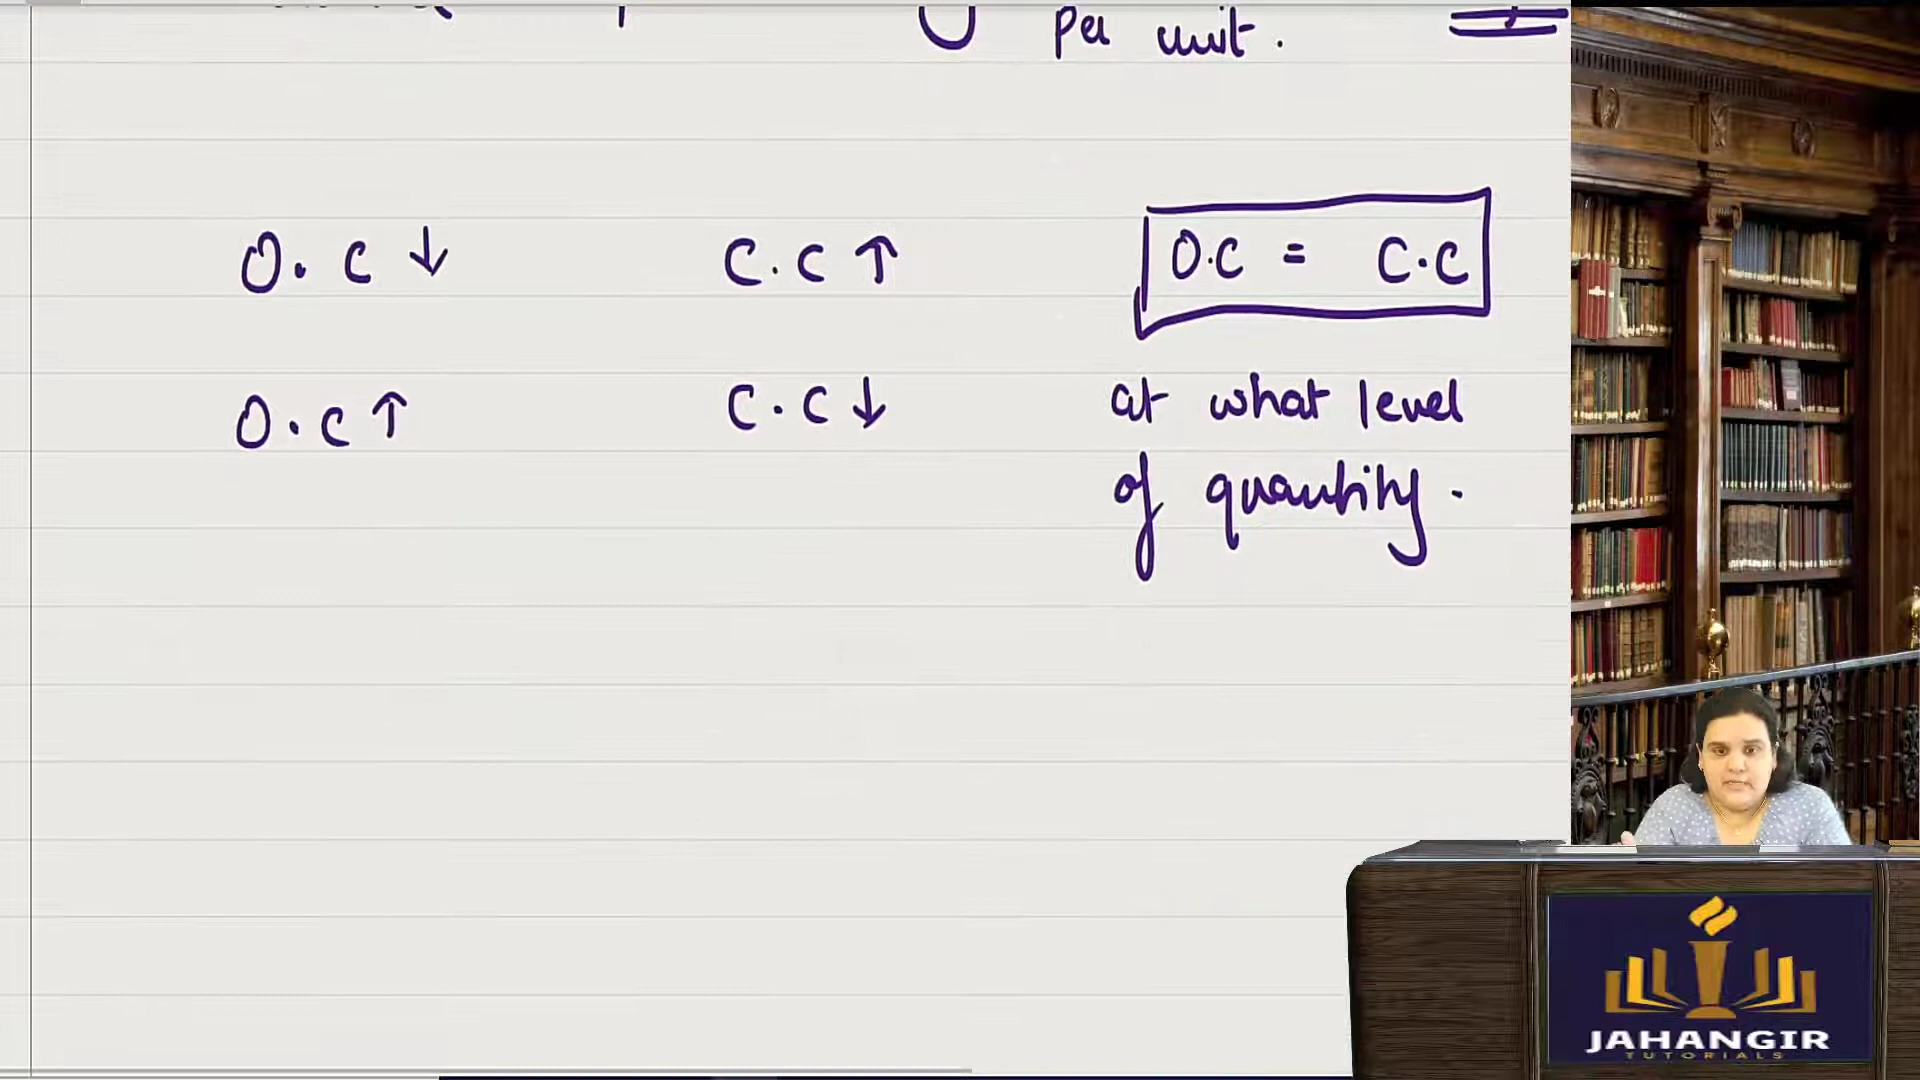 per unit.
O.C ↓ C.C ↑ O.C = C.C
O.C ↑ C.C ↓ at what level
of quantity.
JAHANGIR
TUTORIALS